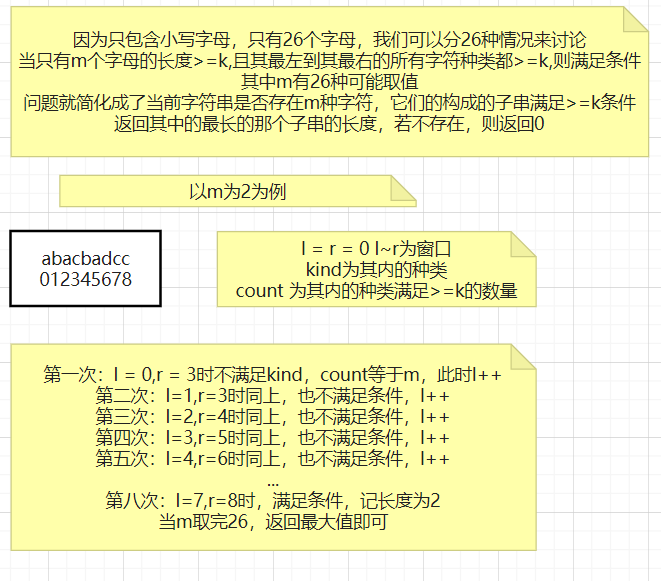 因为只包含小写字母，只有26个字母，我们可以分26种情况来讨论
当只有m个字母的长度>=k,且其最左到其最右的所有字符种类都>=k,则满足条件
其中m有26种可能取值
问题就简化成了当前字符串是否存在m种字符，它们的构成的子串满足>=k条件
返回其中的最长的那个子串的长度，若不存在，则返回0
以m为2为例
abacbadcc
012345678
l = r = 0 l~r为窗口
kind为其内的种类
count 为其内的种类满足>=k的数量
第一次：l = 0,r = 3时不满足kind，count等于m，此时l++
第二次：l=1,r=3时同上，也不满足条件，l++
第三次：l=2,r=4时同上，也不满足条件，l++
第四次：l=3,r=5时同上，也不满足条件，l++
第五次：l=4,r=6时同上，也不满足条件，l++
...
第八次：l=7,r=8时，满足条件，记长度为2
当m取完26，返回最大值即可